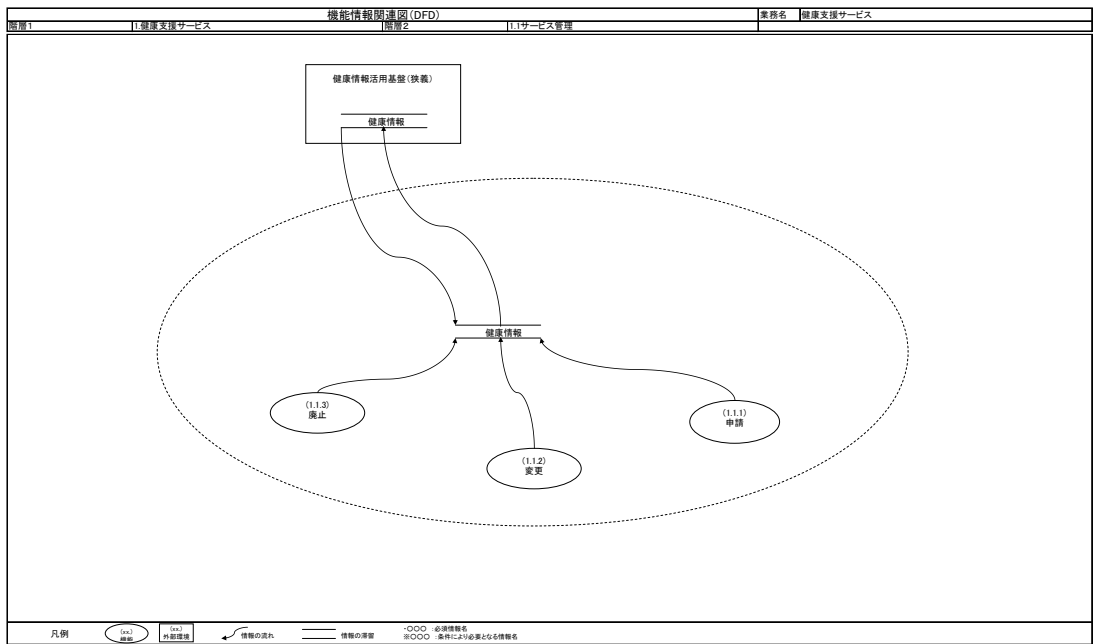 機能情報関連図(DFD)
業務名 健康支援サービス
階層1 1.健康支援サービス 階層2 1.1サービス管理
健康情報活用基盤(狭義)
健康情報
健康情報
(1.1.3)
廃止
(1.1.1)
申請
(1.1.2)
変更
凡例
(xx.)
機能
(xx.)
外部環境
情報の流れ
情報の滞留
・○○○ :必須情報名
※○○○ :条件により必要となる情報名